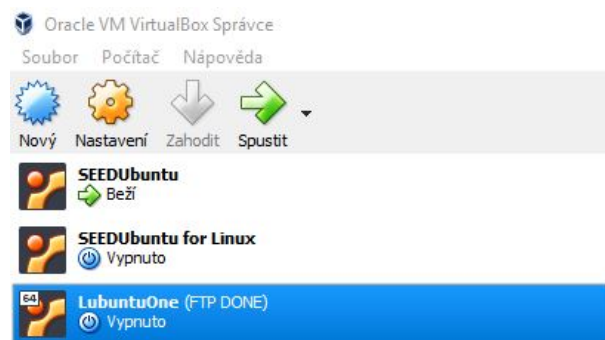 Oracle VM VirtualBox Správce
Soubor Počítač Nápověda
Nový Nastavení Zahodit Spustit
SEEDUbuntu
Beží
SEEDUbuntu for Linux
Vypnuto
64
LubuntuOne (FTP DONE)
Vypnuto